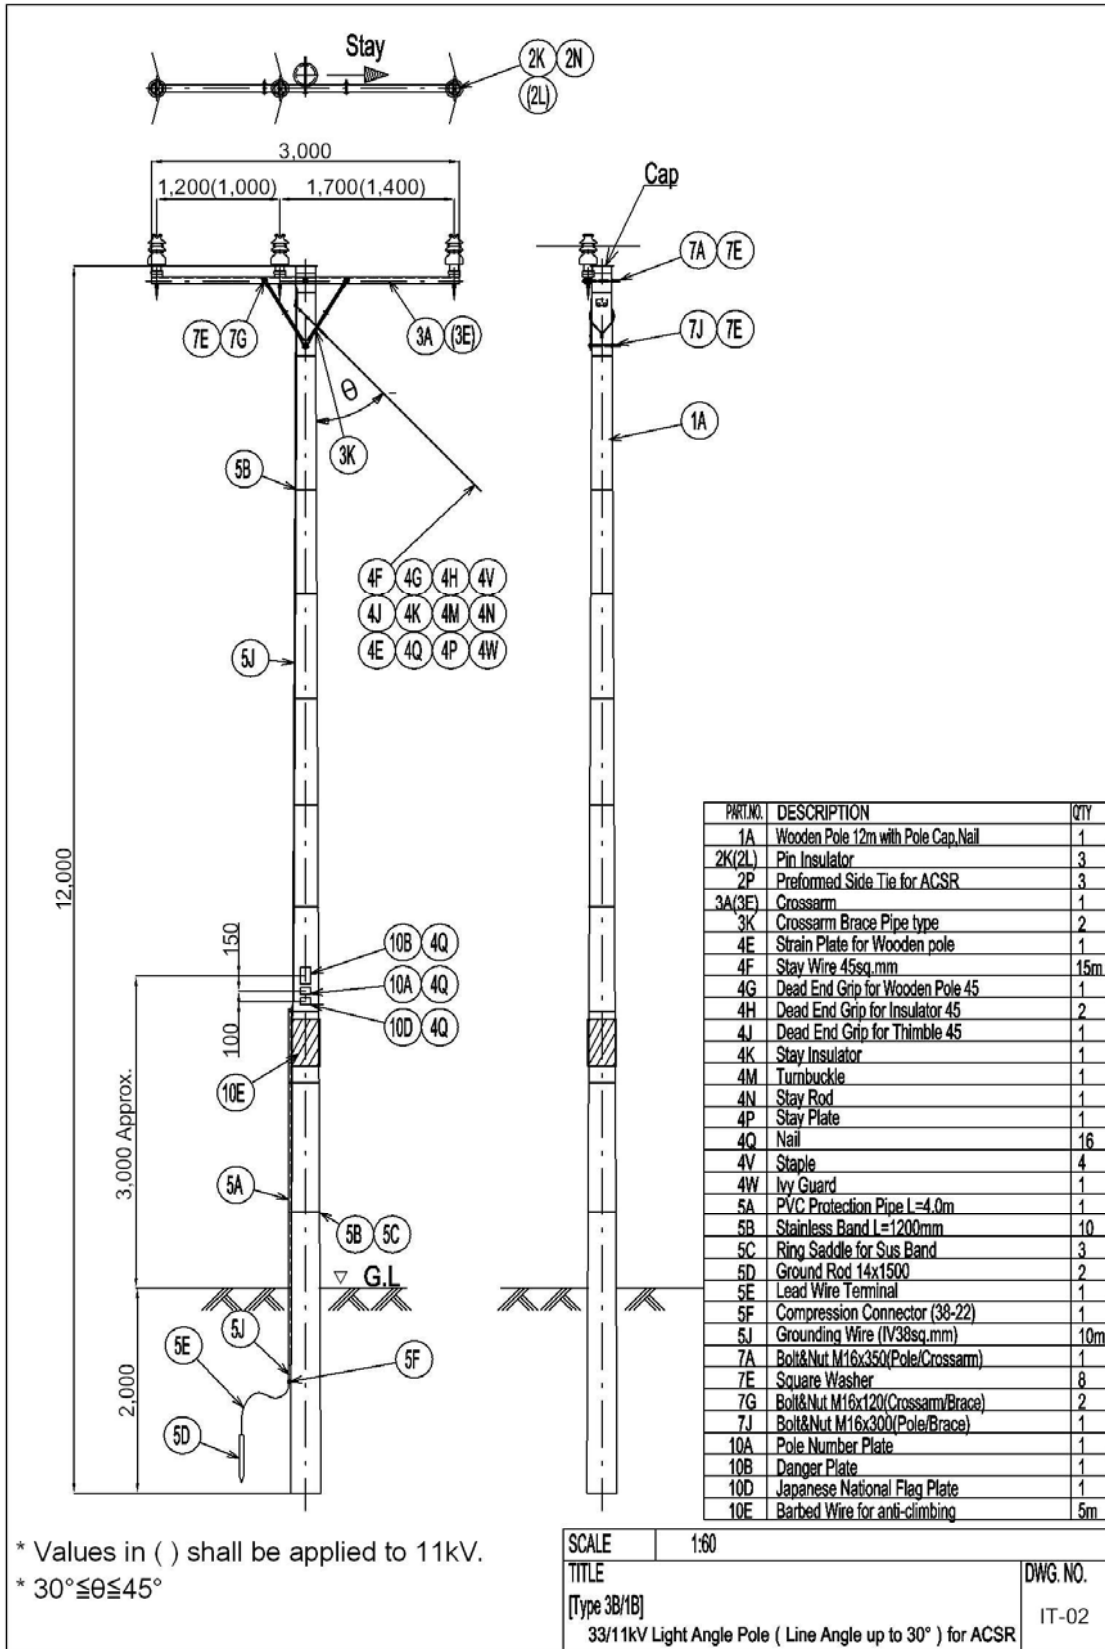 Stay
2K 2N
(2L)
3,000
1,200(1,000) 1,700(1,400)
Cap
7A 7E
7E 7G
3A (3E)
7J 7E
θ
1A
3K
5B
4F 4G 4H 4V
4J 4K 4M 4N
4E 4Q 4P 4W
5J
12,000
150
10B 4Q
10A 4Q
10D 4Q
100
10E
3,000 Approx.
5A
5B 5C
G.L
5J
5E
5F
2,000
5D
PART.NO. DESCRIPTION Q'TY
1A Wooden Pole 12m with Pole Cap,Nail 1
2K(2L) Pin Insulator 3
2P Preformed Side Tie for ACSR 3
3A(3E) Crossarm 1
3K Crossarm Brace Pipe type 2
4E Strain Plate for Wooden pole 1
4F Stay Wire 45sq.mm 15m
4G Dead End Grip for Wooden Pole 45 1
4H Dead End Grip for Insulator 45 2
4J Dead End Grip for Thimble 45 1
4K Stay Insulator 1
4M Turnbuckle 1
4N Stay Rod 1
4P Stay Plate 1
4Q Nail 16
4V Staple 4
4W Ivy Guard 1
5A PVC Protection Pipe L=4.0m 1
5B Stainless Band L=1200mm 10
5C Ring Saddle for Sus Band 3
5D Ground Rod 14x1500 2
5E Lead Wire Terminal 1
5F Compression Connector (38-22) 1
5J Grounding Wire (IV38sq.mm) 10m
7A Bolt&Nut M16x350(Pole/Crossarm) 1
7E Square Washer 8
7G Bolt&Nut M16x120(Crossarm/Brace) 2
7J Bolt&Nut M16x300(Pole/Brace) 1
10A Pole Number Plate 1
10B Danger Plate 1
10D Japanese National Flag Plate 1
10E Barbed Wire for anti-climbing 5m
* Values in ( ) shall be applied to 11kV.
* 30°≦θ≦45°
SCALE 1:60
TITLE
[Type 3B/1B]
33/11kV Light Angle Pole ( Line Angle up to 30° ) for ACSR
DWG. NO.
IT-02